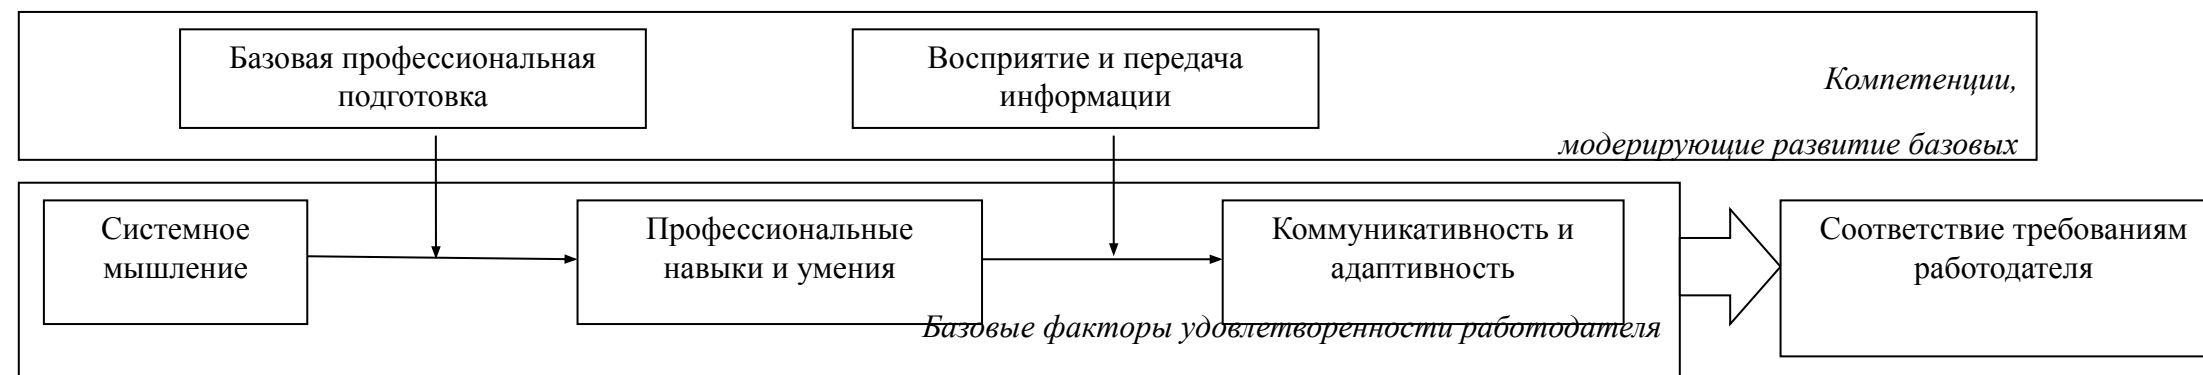 Базовая профессиональная
подготовка
Восприятие и передача
информации
Компетенции,
модерирующие развитие базовых
Системное
мышление
Профессиональные
навыки и умения
Коммуникативность и
адаптивность
Базовые факторы удовлетворенности работодателя
Соответствие требованиям
работодателя